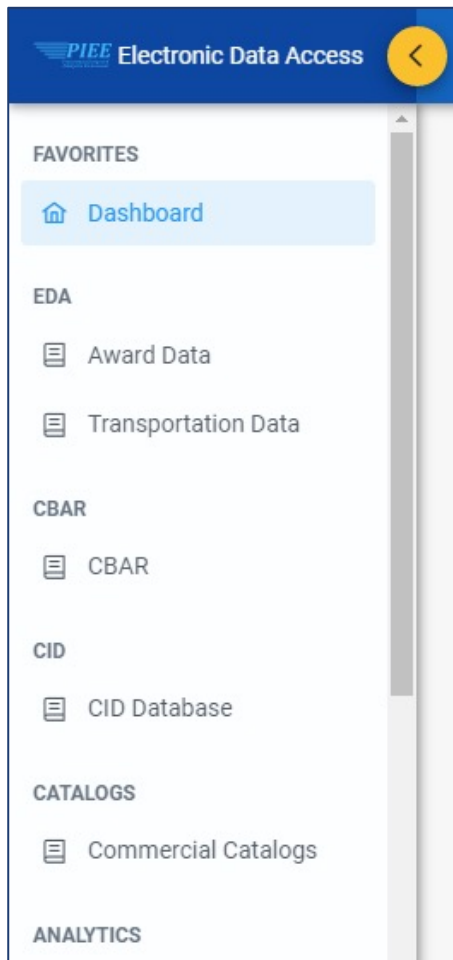 PIEE Electronic Data Access
FAVORITES
Dashboard
EDA
Award Data
Transportation Data
CBAR
CBAR
CID
CID Database
CATALOGS
Commercial Catalogs
ANALYTICS